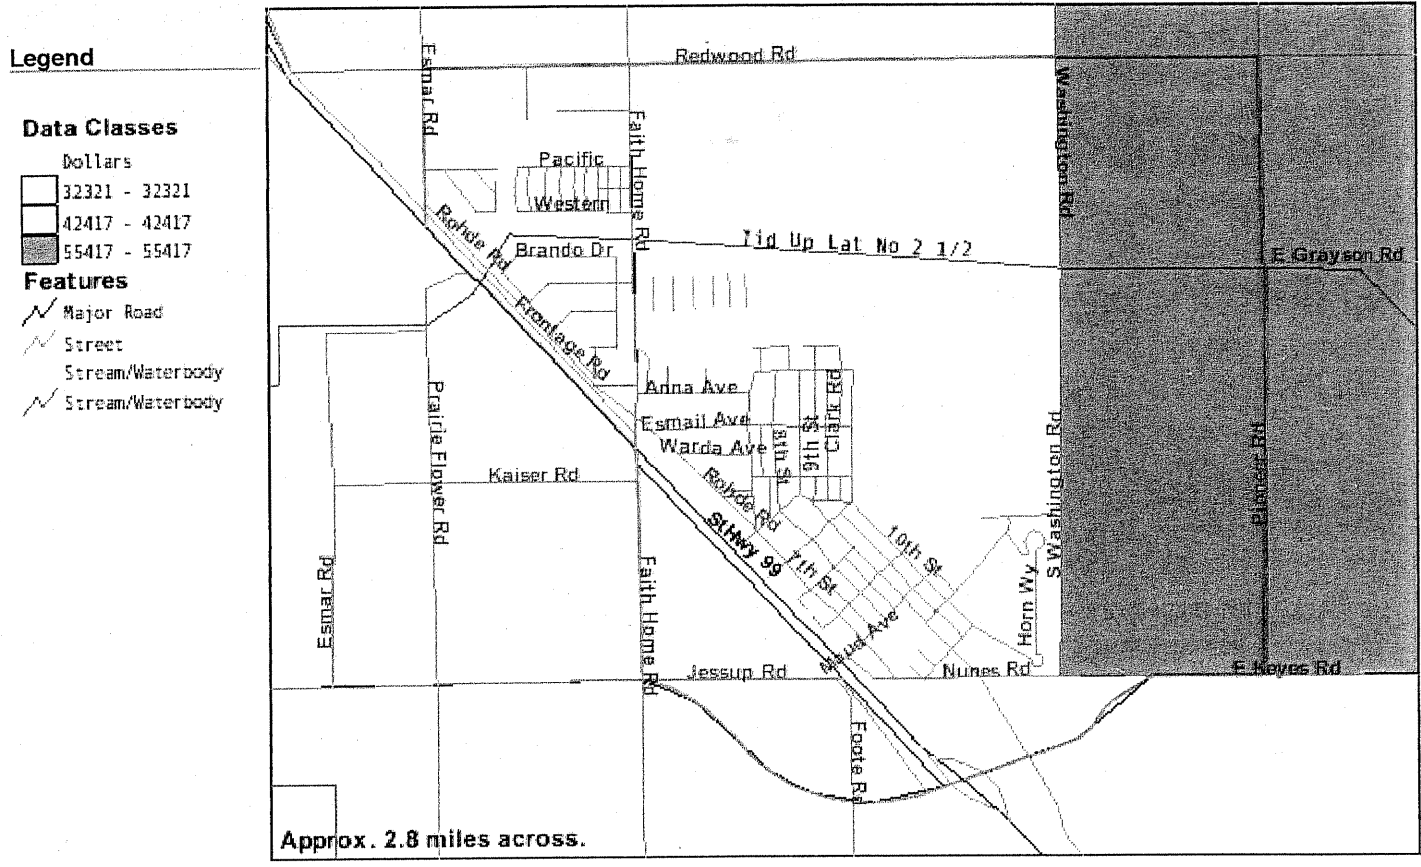 Legend
Data Classes
Dollars
32321 - 32321
42417 - 42417
55417 - 55417
Features
Major Road
Street
Stream/Waterbody
Stream/Waterbody
Redwood Rd
Esmar Rd
Faith Home Rd
Washington Rd
Pacific
Western
Rohde Rd
Brando Dr
Tid Up Lat No 2 1/2
E Grayson Rd
Frontage Rd
Prairie Flower Rd
Anna Ave
Esmail Ave
Warda Ave
8th St
9th St
Clark Rd
Kaiser Rd
Rohde Rd
St Hwy 99
7th St
10th St
S Washington Rd
Pioneer Rd
Esmar Rd
Faith Home Rd
Horn Wy
Maud Ave
Jessup Rd
Nunes Rd
E Keyes Rd
Foote Rd
Approx. 2.8 miles across.